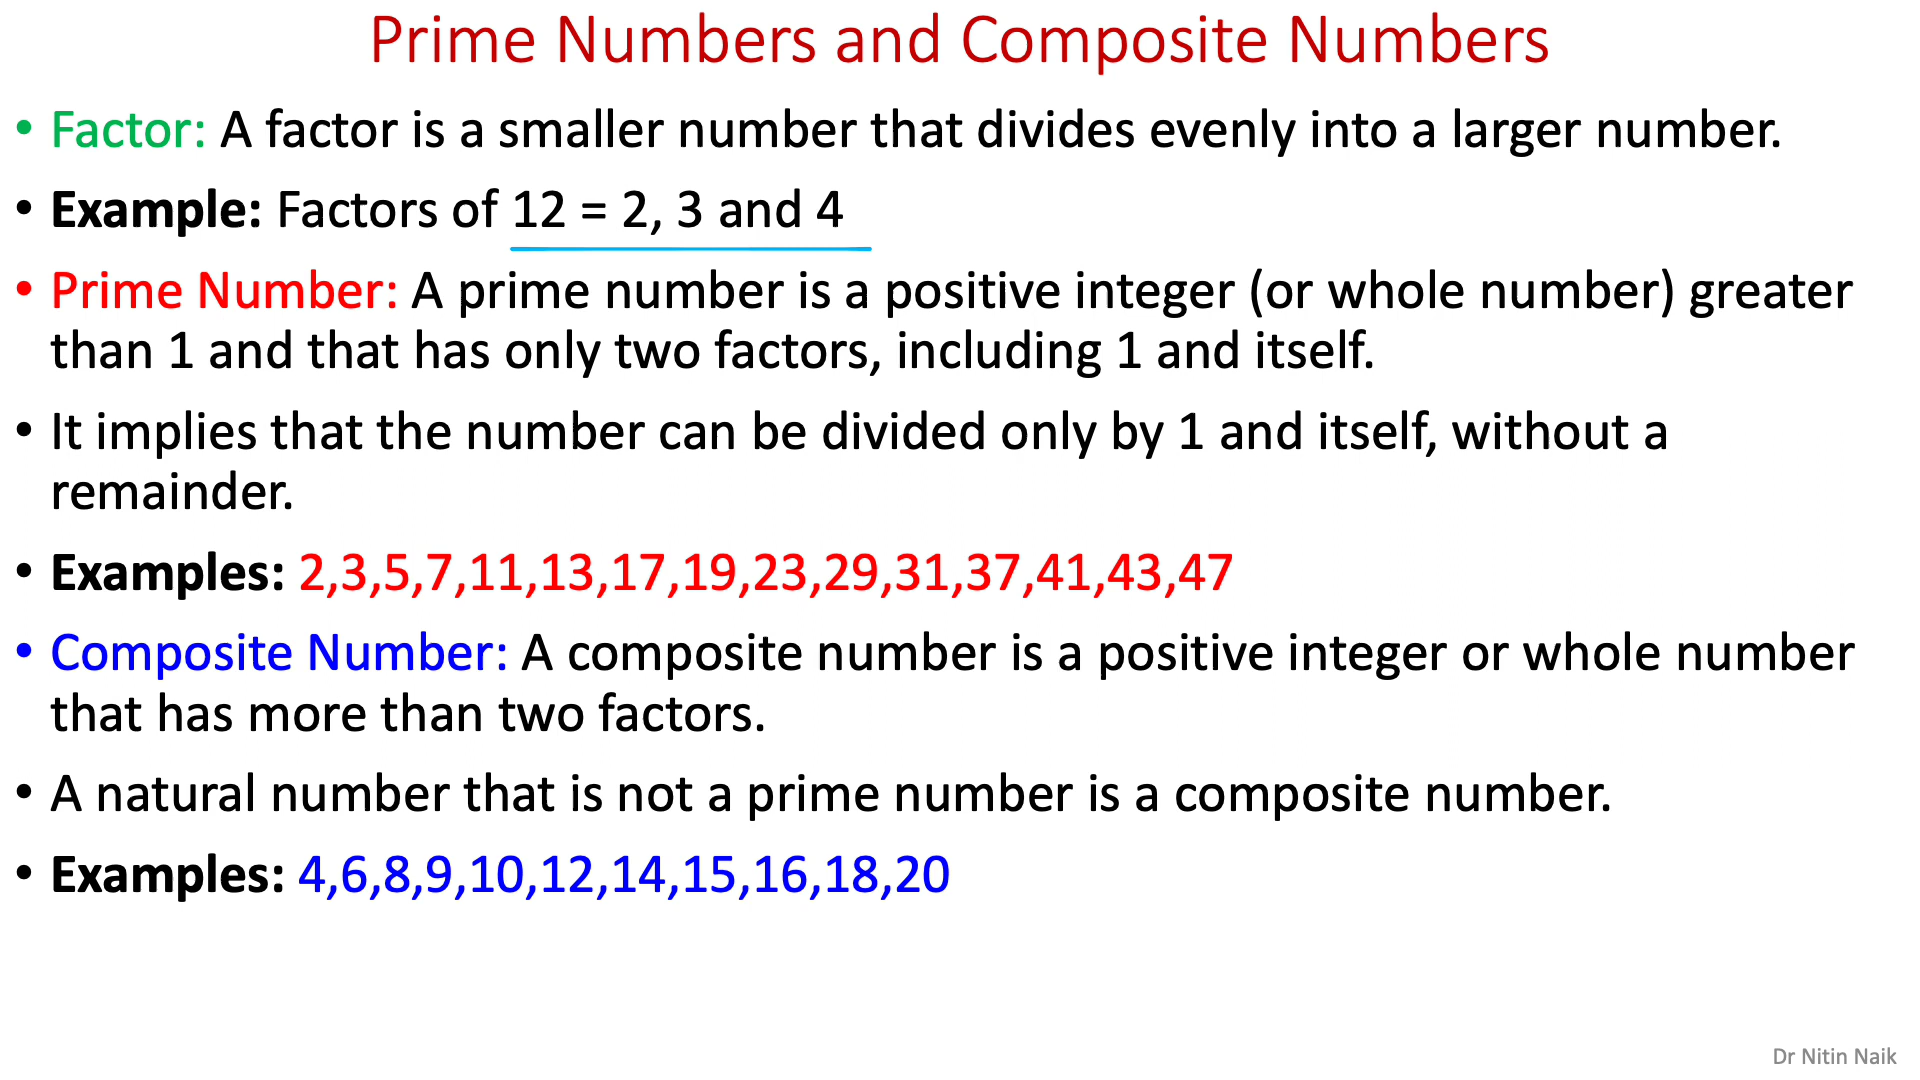 Prime Numbers and Composite Numbers
• Factor: A factor is a smaller number that divides evenly into a larger number.
• Example: Factors of 12 = 2, 3 and 4
• Prime Number: A prime number is a positive integer (or whole number) greater
than 1 and that has only two factors, including 1 and itself.
• It implies that the number can be divided only by 1 and itself, without a
remainder.
• Examples: 2,3,5,7,11,13,17,19,23,29,31,37,41,43,47
• Composite Number: A composite number is a positive integer or whole number
that has more than two factors.
• A natural number that is not a prime number is a composite number.
• Examples: 4,6,8,9,10,12,14,15,16,18,20
Dr Nitin Naik